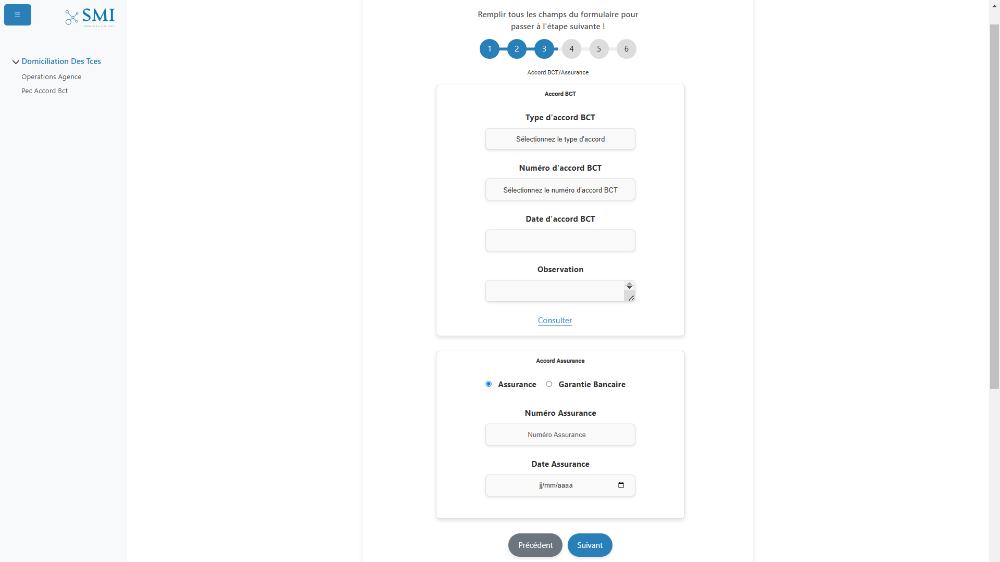 ☰
SMI
Domiciliation Des Tces
Operations Agence
Pec Accord Bct
Remplir tous les champs du formulaire pour
passer à l'étape suivante !
1 2 3 4 5 6
Accord BCT/Assurance
Accord BCT
Type d'accord BCT
Sélectionnez le type d'accord
Numéro d'accord BCT
Sélectionnez le numéro d'accord BCT
Date d'accord BCT
Observation
Consulter
Accord Assurance
Assurance Garantie Bancaire
Numéro Assurance
Numéro Assurance
Date Assurance
jj/mm/aaaa
Précédent Suivant